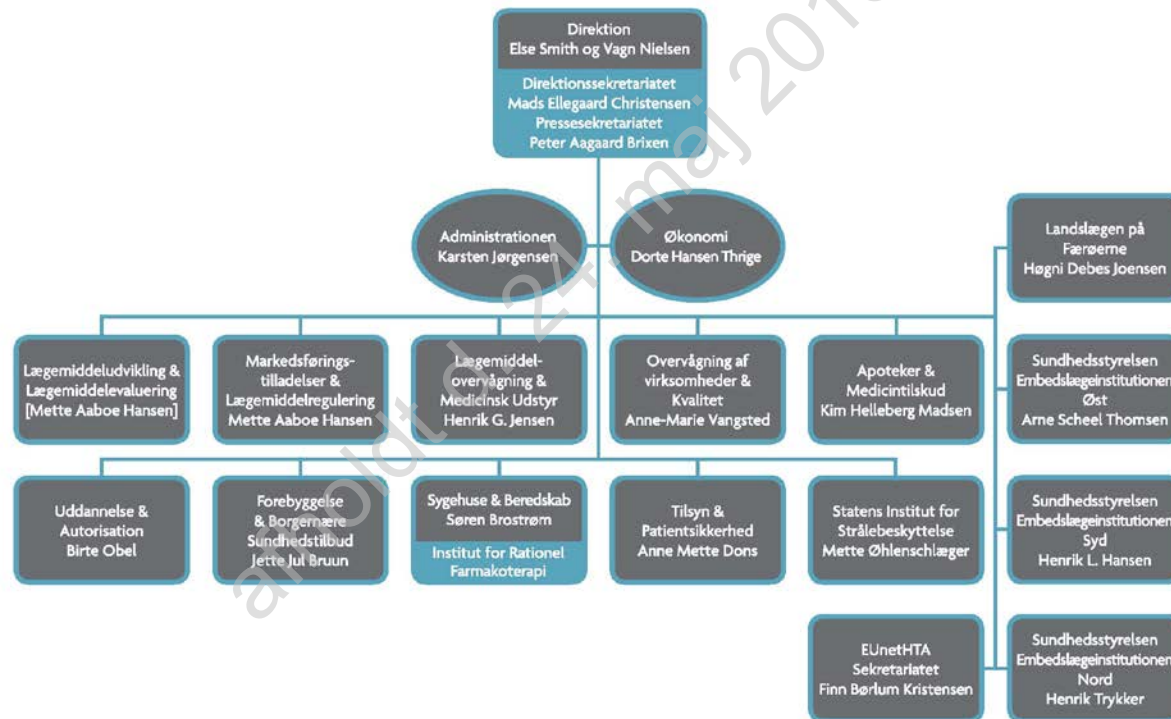 Direktion
Else Smith og Vagn Nielsen
Direktionssekretariatet
Mads Ellegaard Christensen
Pressesekretariatet
Peter Aagaard Brixen
Administrationen
Karsten Jørgensen
Økonomi
Dorte Hansen Thrige
Landslægen på
Færøerne
Høgni Debes Joensen
Lægemiddeludvikling &
Lægemiddelevaluering
[Mette Aaboe Hansen]
Markedsførings-
tilladelser &
Lægemiddelregulering
Mette Aaboe Hansen
Lægemiddel-
overvågning &
Medicinsk Udstyr
Henrik G. Jensen
Overvågning af
virksomheder &
Kvalitet
Anne-Marie Vangsted
Apoteker &
Medicintilskud
Kim Helleberg Madsen
Sundhedsstyrelsen
Embedslægeinstitutionen
Øst
Arne Scheel Thomsen
Uddannelse &
Autorisation
Birte Obel
Forebyggelse
& Borgernære
Sundhedstilbud
Jette Jul Bruun
Sygehuse & Beredskab
Søren Brostrøm
Institut for Rationel
Farmakoterapi
Tilsyn &
Patientsikkerhed
Anne Mette Dons
Statens Institut for
Strålebeskyttelse
Mette Øhlenschlæger
Sundhedsstyrelsen
Embedslægeinstitutionen
Syd
Henrik L. Hansen
EUnetHTA
Sekretariatet
Finn Børlum Kristensen
Sundhedsstyrelsen
Embedslægeinstitutionen
Nord
Henrik Trykker
afholdt d. 24. maj